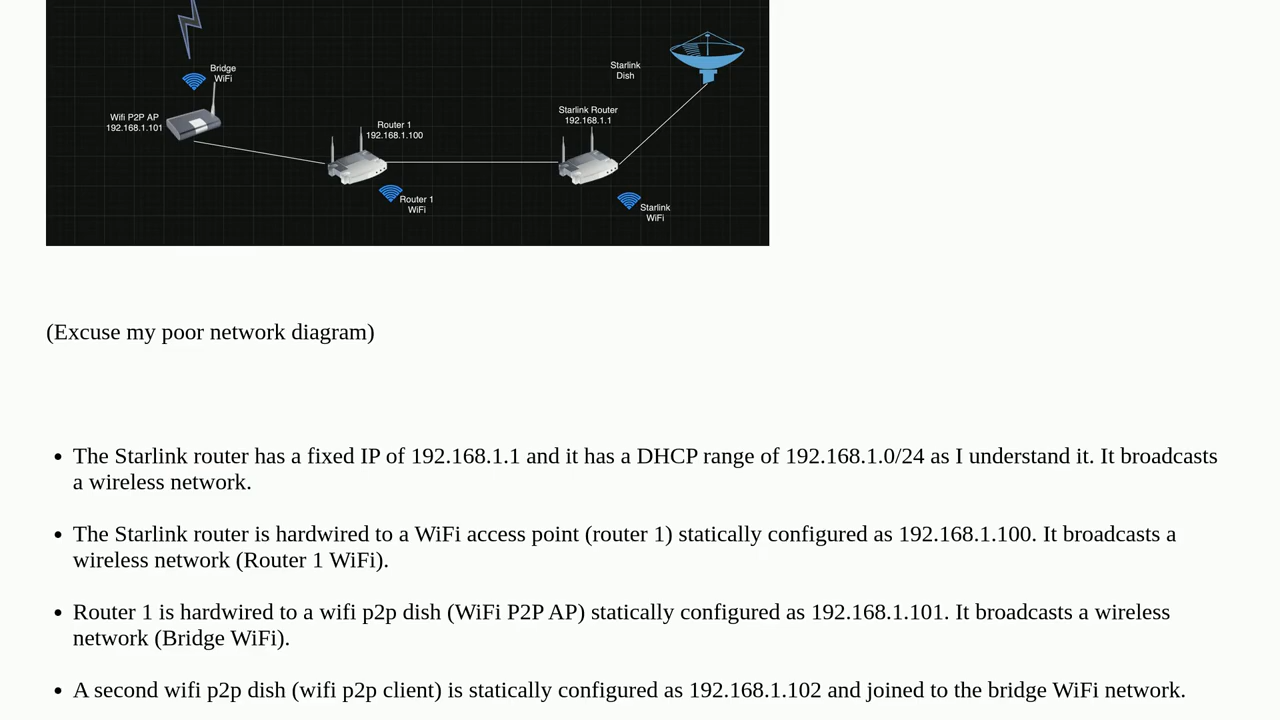 Bridge
WiFi
Starlink
Dish
Wifi P2P AP
192.168.1.101
Router 1
192.168.1.100
Starlink Router
192.168.1.1
Router 1
WiFi
Starlink
WiFi
(Excuse my poor network diagram)
• The Starlink router has a fixed IP of 192.168.1.1 and it has a DHCP range of 192.168.1.0/24 as I understand it. It broadcasts
a wireless network.
• The Starlink router is hardwired to a WiFi access point (router 1) statically configured as 192.168.1.100. It broadcasts a
wireless network (Router 1 WiFi).
• Router 1 is hardwired to a wifi p2p dish (WiFi P2P AP) statically configured as 192.168.1.101. It broadcasts a wireless
network (Bridge WiFi).
• A second wifi p2p dish (wifi p2p client) is statically configured as 192.168.1.102 and joined to the bridge WiFi network.